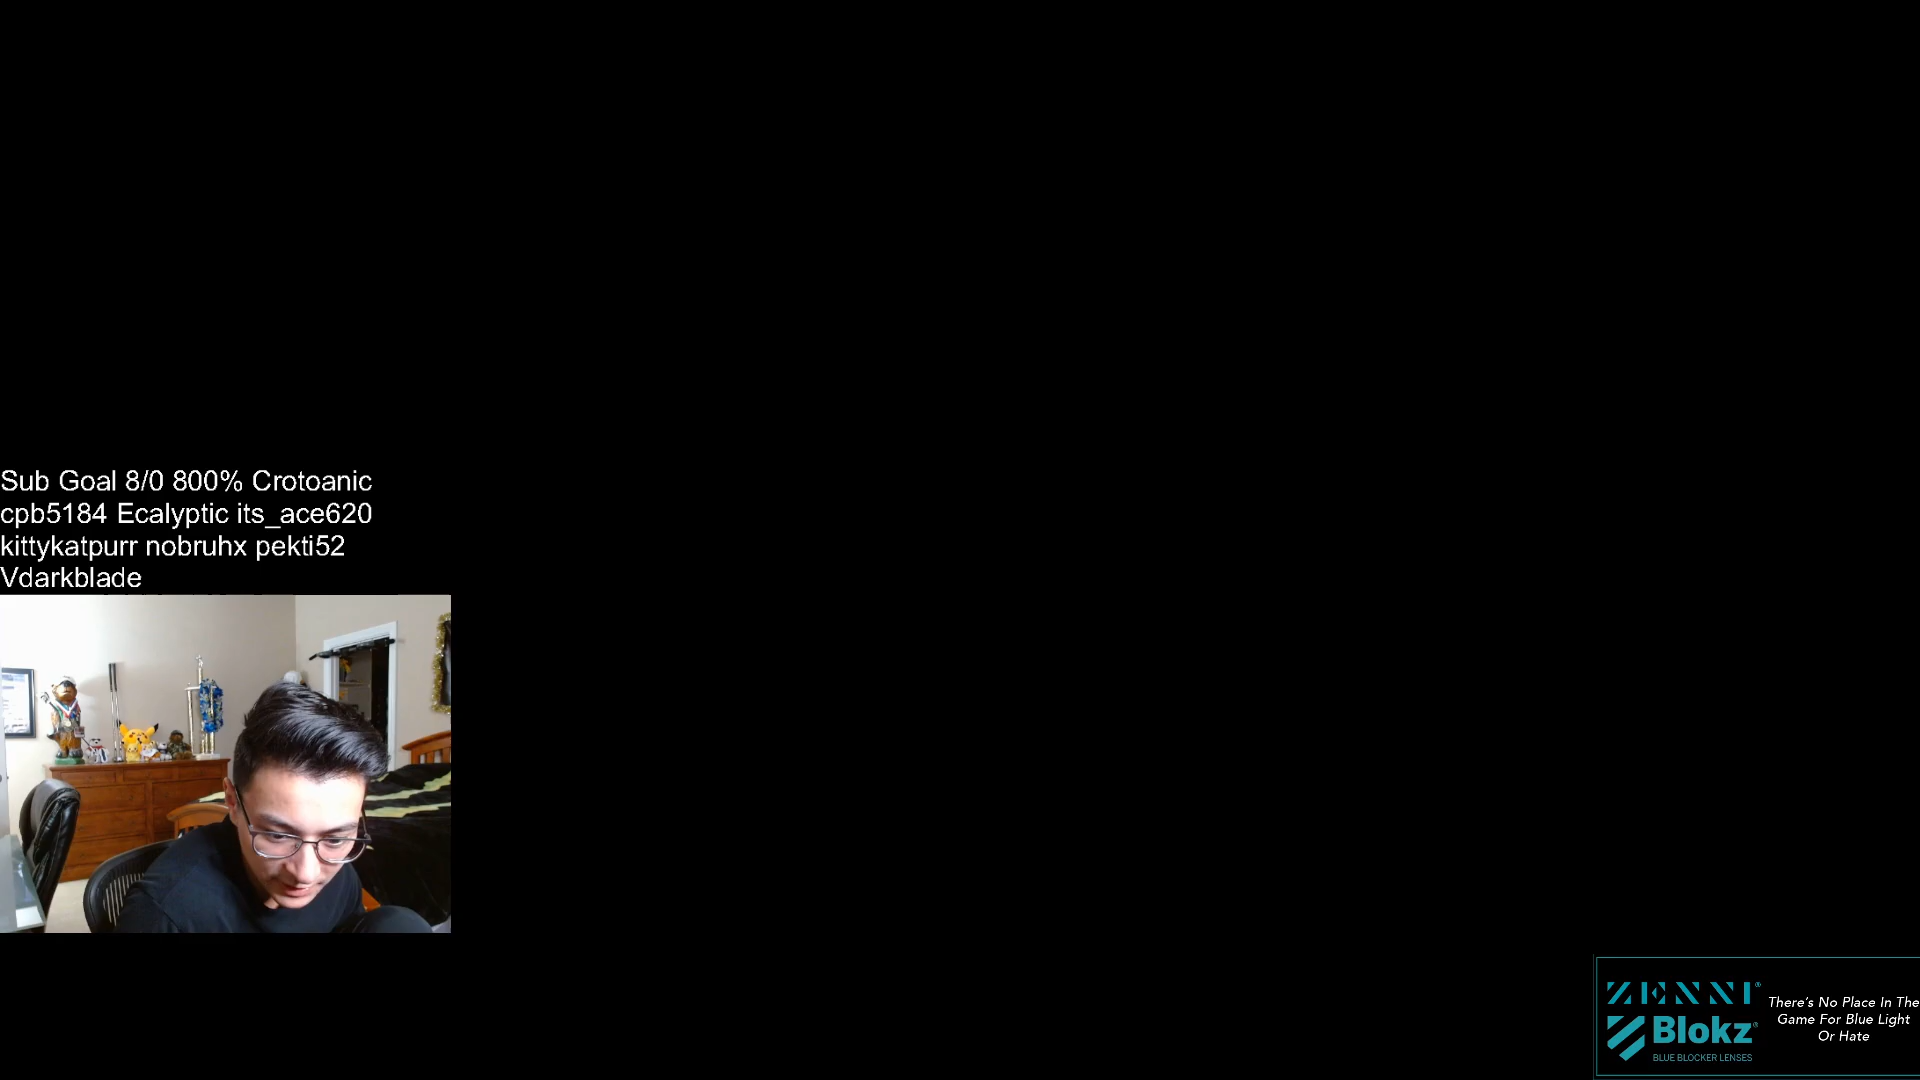 Sub Goal 8/0 800% Crotoanic
cpb5184 Ecalyptic its_ace620
kittykatpurr nobruhx pekti52
Vdarkblade
ZENNI®
Blokz®
BLUE BLOCKER LENSES
There's No Place In The
Game For Blue Light
Or Hate